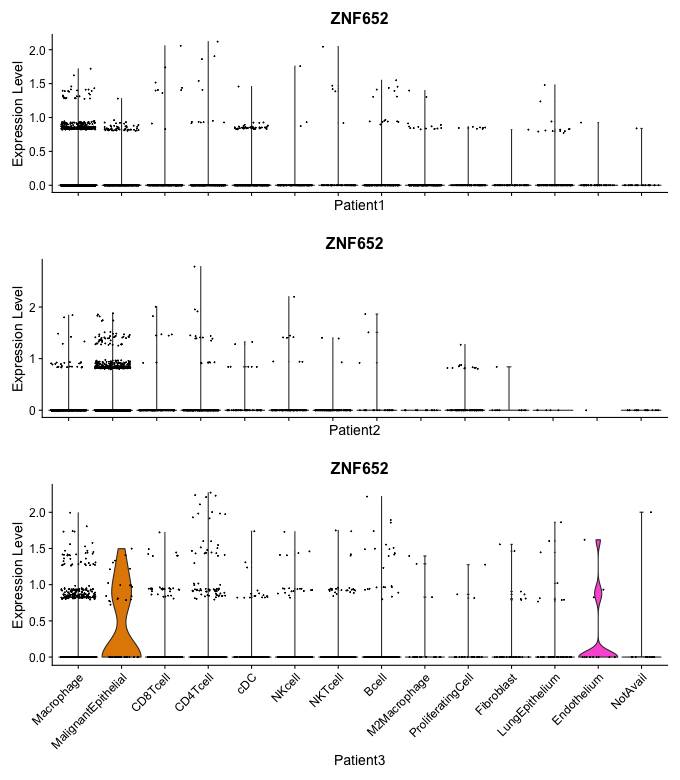 ZNF652
Expression Level
2.0
1.5
1.0
0.5
0.0
Patient1
ZNF652
Expression Level
2
1
0
Patient2
ZNF652
Expression Level
2.0
1.5
1.0
0.5
0.0
Macrophage
MalignantEpithelial
CD8Tcell
CD4Tcell
cDC
NKcell
NKTcell
Bcell
M2Macrophage
ProliferatingCell
Fibroblast
LungEpithelium
Endothelium
NotAvail
Patient3